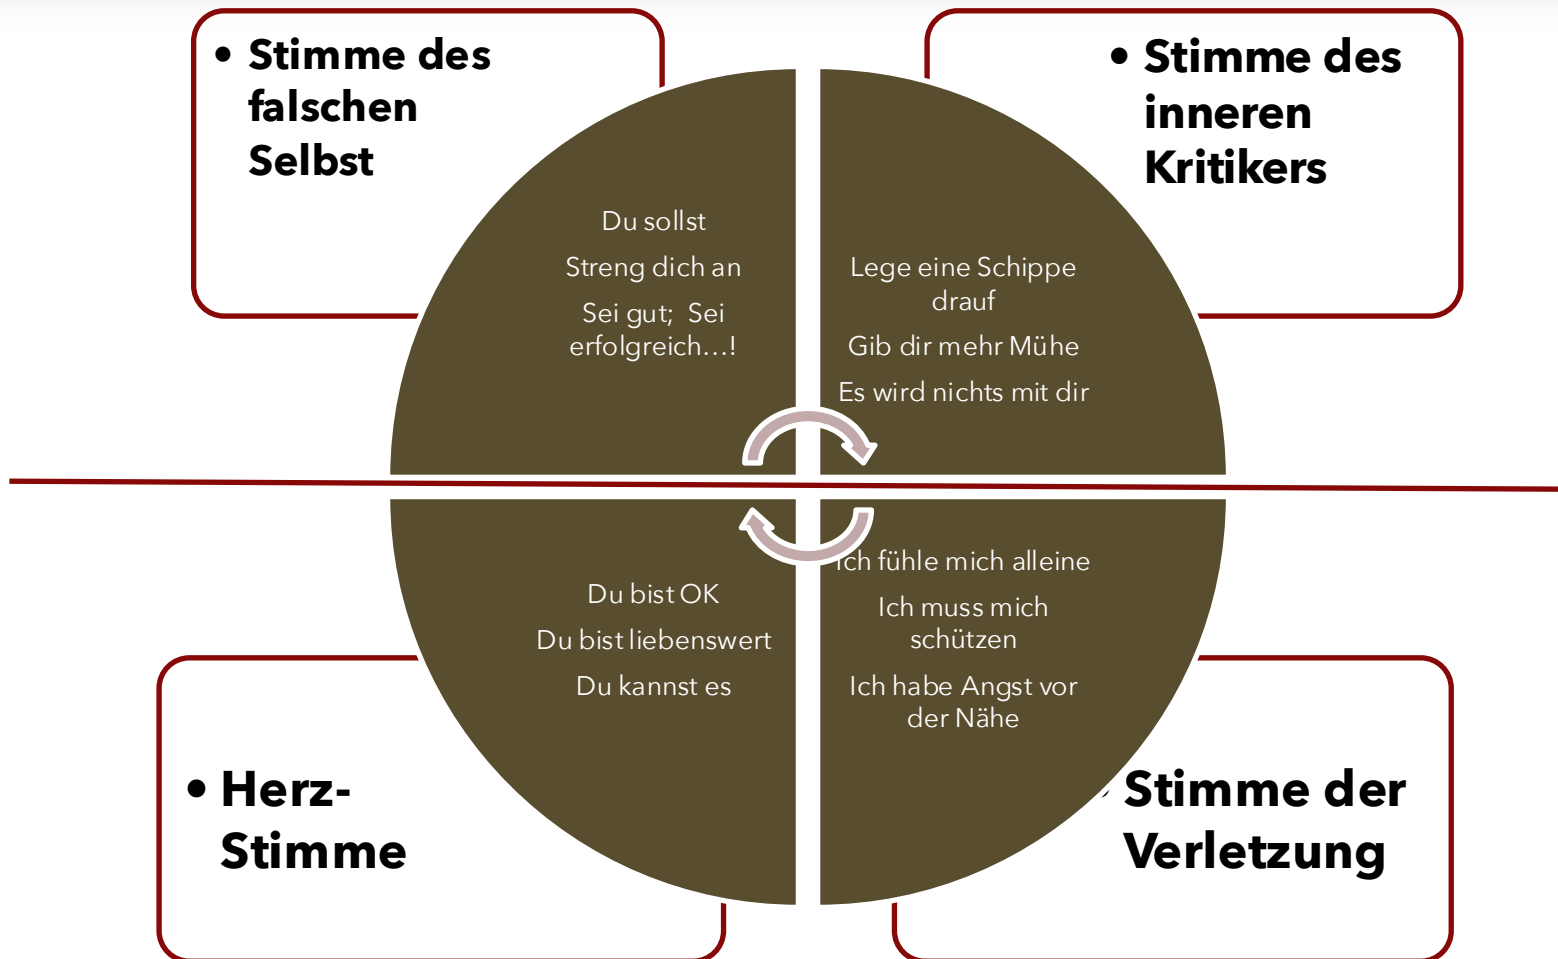 • Stimme des
falschen
Selbst
• Stimme des
inneren
Kritikers
Du sollst
Streng dich an
Sei gut; Sei
erfolgreich...!
Lege eine Schippe
drauf
Gib dir mehr Mühe
Es wird nichts mit dir
Du bist OK
Du bist liebenswert
Du kannst es
Ich fühle mich alleine
Ich muss mich
schützen
Ich habe Angst vor
der Nähe
• Herz-
Stimme
• Stimme der
Verletzung